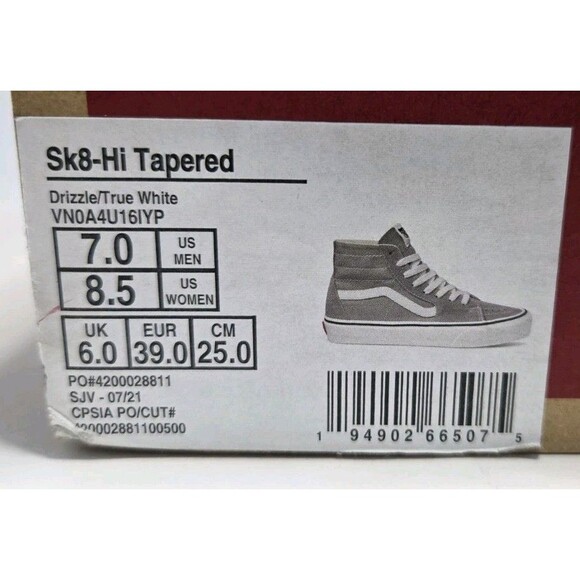 Sk8-Hi Tapered
Drizzle/True White
VN0A4U16IYP
7.0 US MEN
8.5 US WOMEN
UK EUR CM
6.0 39.0 25.0
PO#4200028811
SJV - 07/21
CPSIA PO/CUT#
420002881100500
1 94902 66507 5